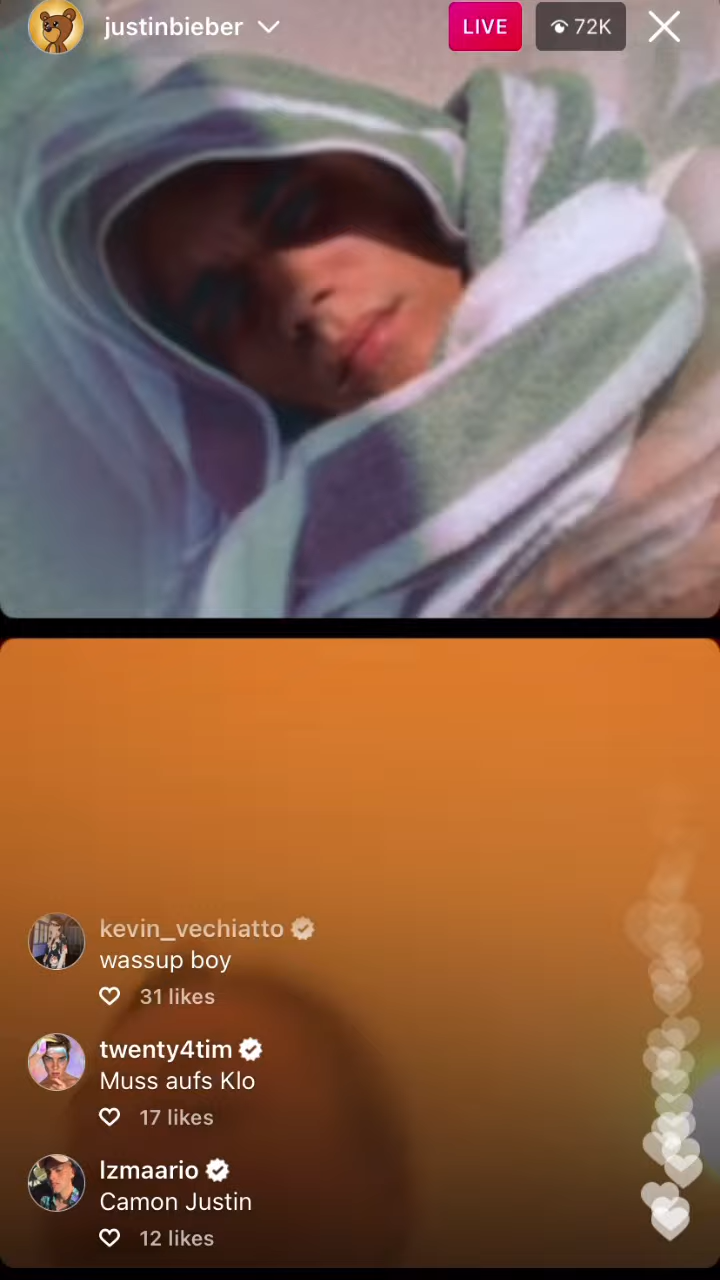 justinbieber
LIVE
72K
kevin_vechiatto
wassup boy
31 likes
twenty4tim
Muss aufs Klo
17 likes
lzmaario
Camon Justin
12 likes